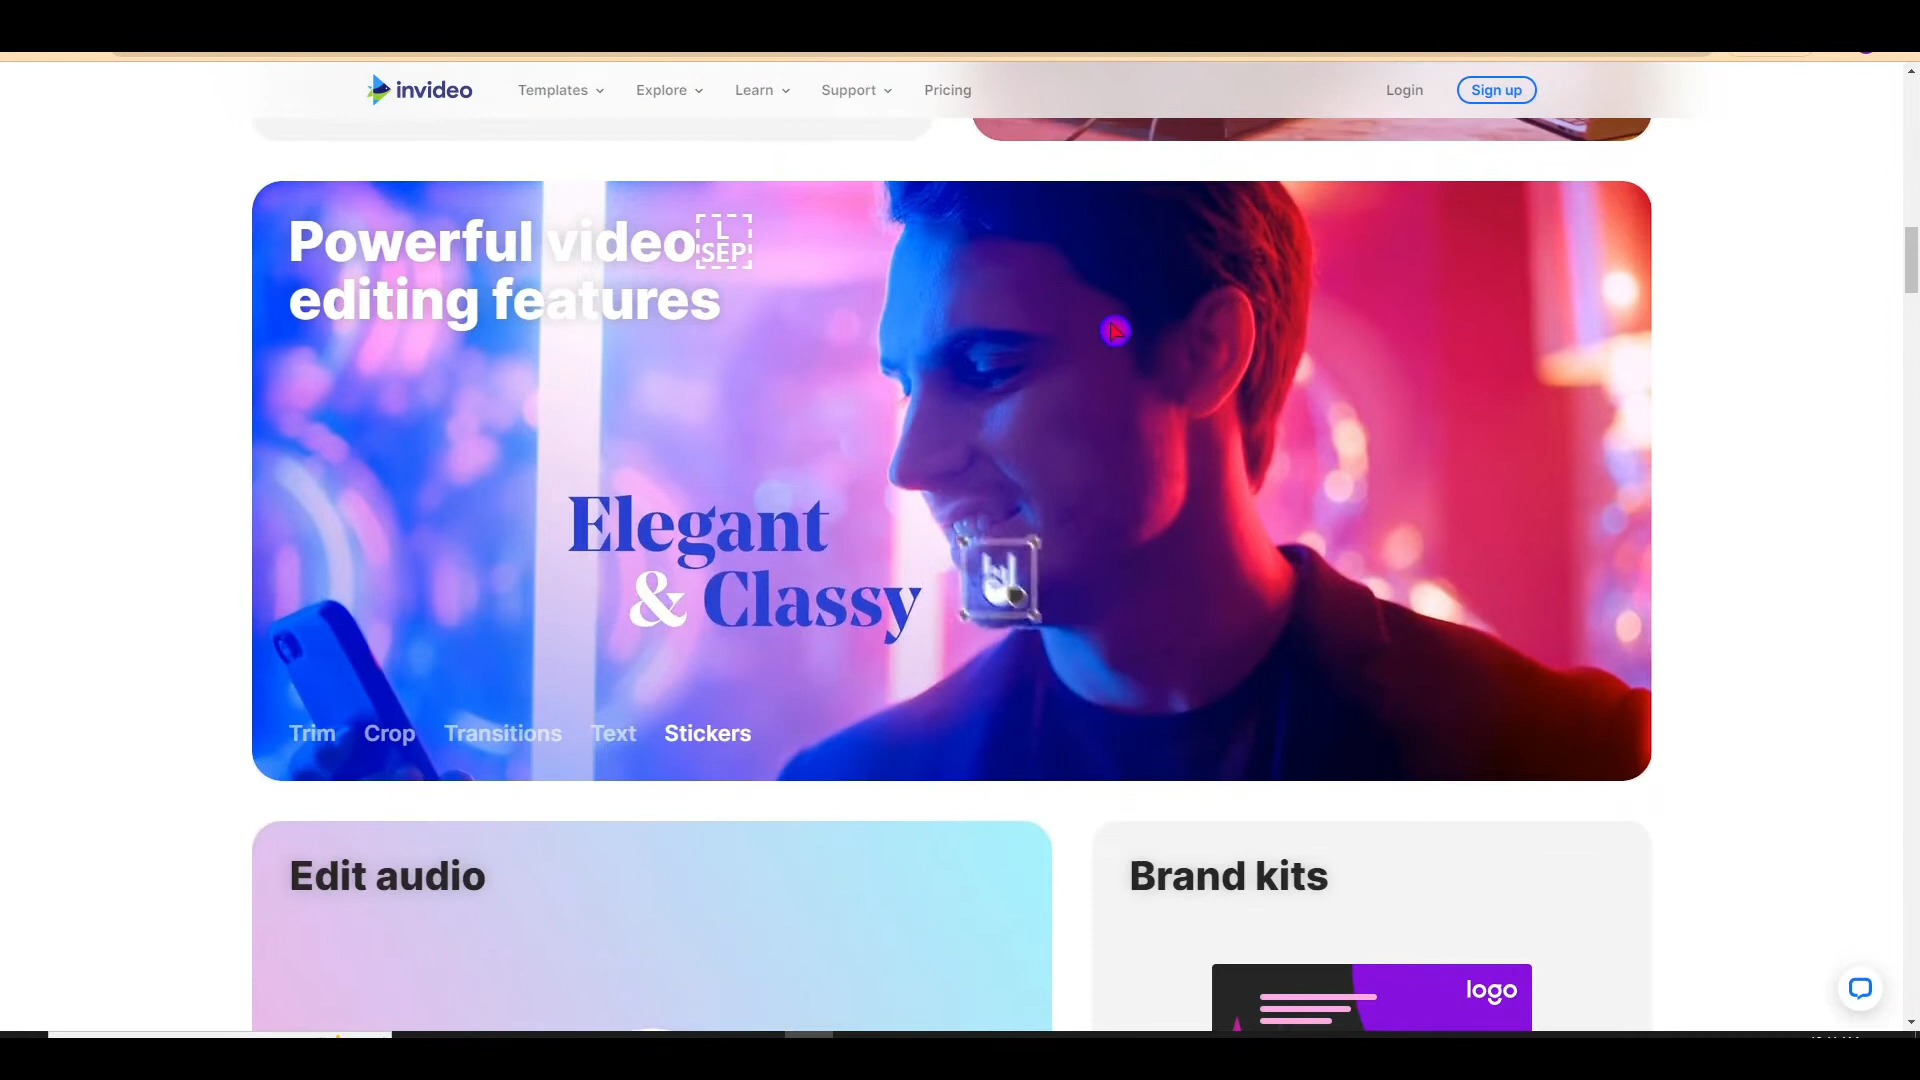 invideo
Templates
Explore
Learn
Support
Pricing
Login
Sign up
Powerful video L SEP
editing features
Elegant
& Classy
Trim
Crop
Transitions
Text
Stickers
Edit audio
Brand kits
logo